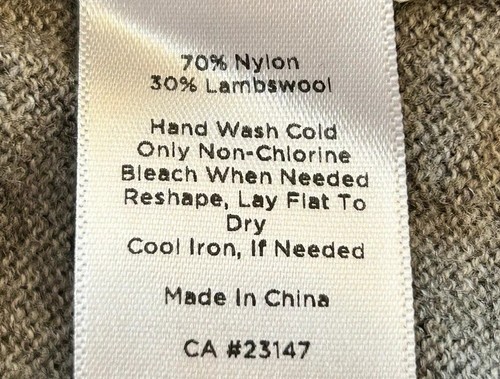 70% Nylon
30% Lambswool
Hand Wash Cold
Only Non-Chlorine
Bleach When Needed
Reshape, Lay Flat To
Dry
Cool Iron, If Needed
Made In China
CA #23147